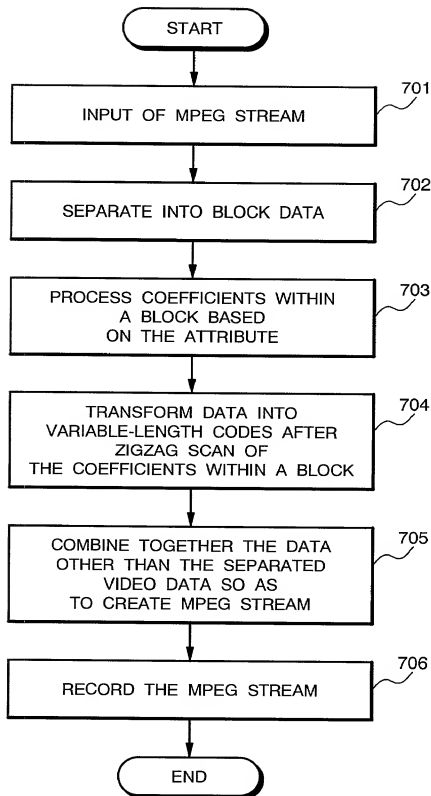 START
701
INPUT OF MPEG STREAM
702
SEPARATE INTO BLOCK DATA
703
PROCESS COEFFICIENTS WITHIN
A BLOCK BASED
ON THE ATTRIBUTE
704
TRANSFORM DATA INTO
VARIABLE-LENGTH CODES AFTER
ZIGZAG SCAN OF
THE COEFFICIENTS WITHIN A BLOCK
705
COMBINE TOGETHER THE DATA
OTHER THAN THE SEPARATED
VIDEO DATA SO AS
TO CREATE MPEG STREAM
706
RECORD THE MPEG STREAM
END